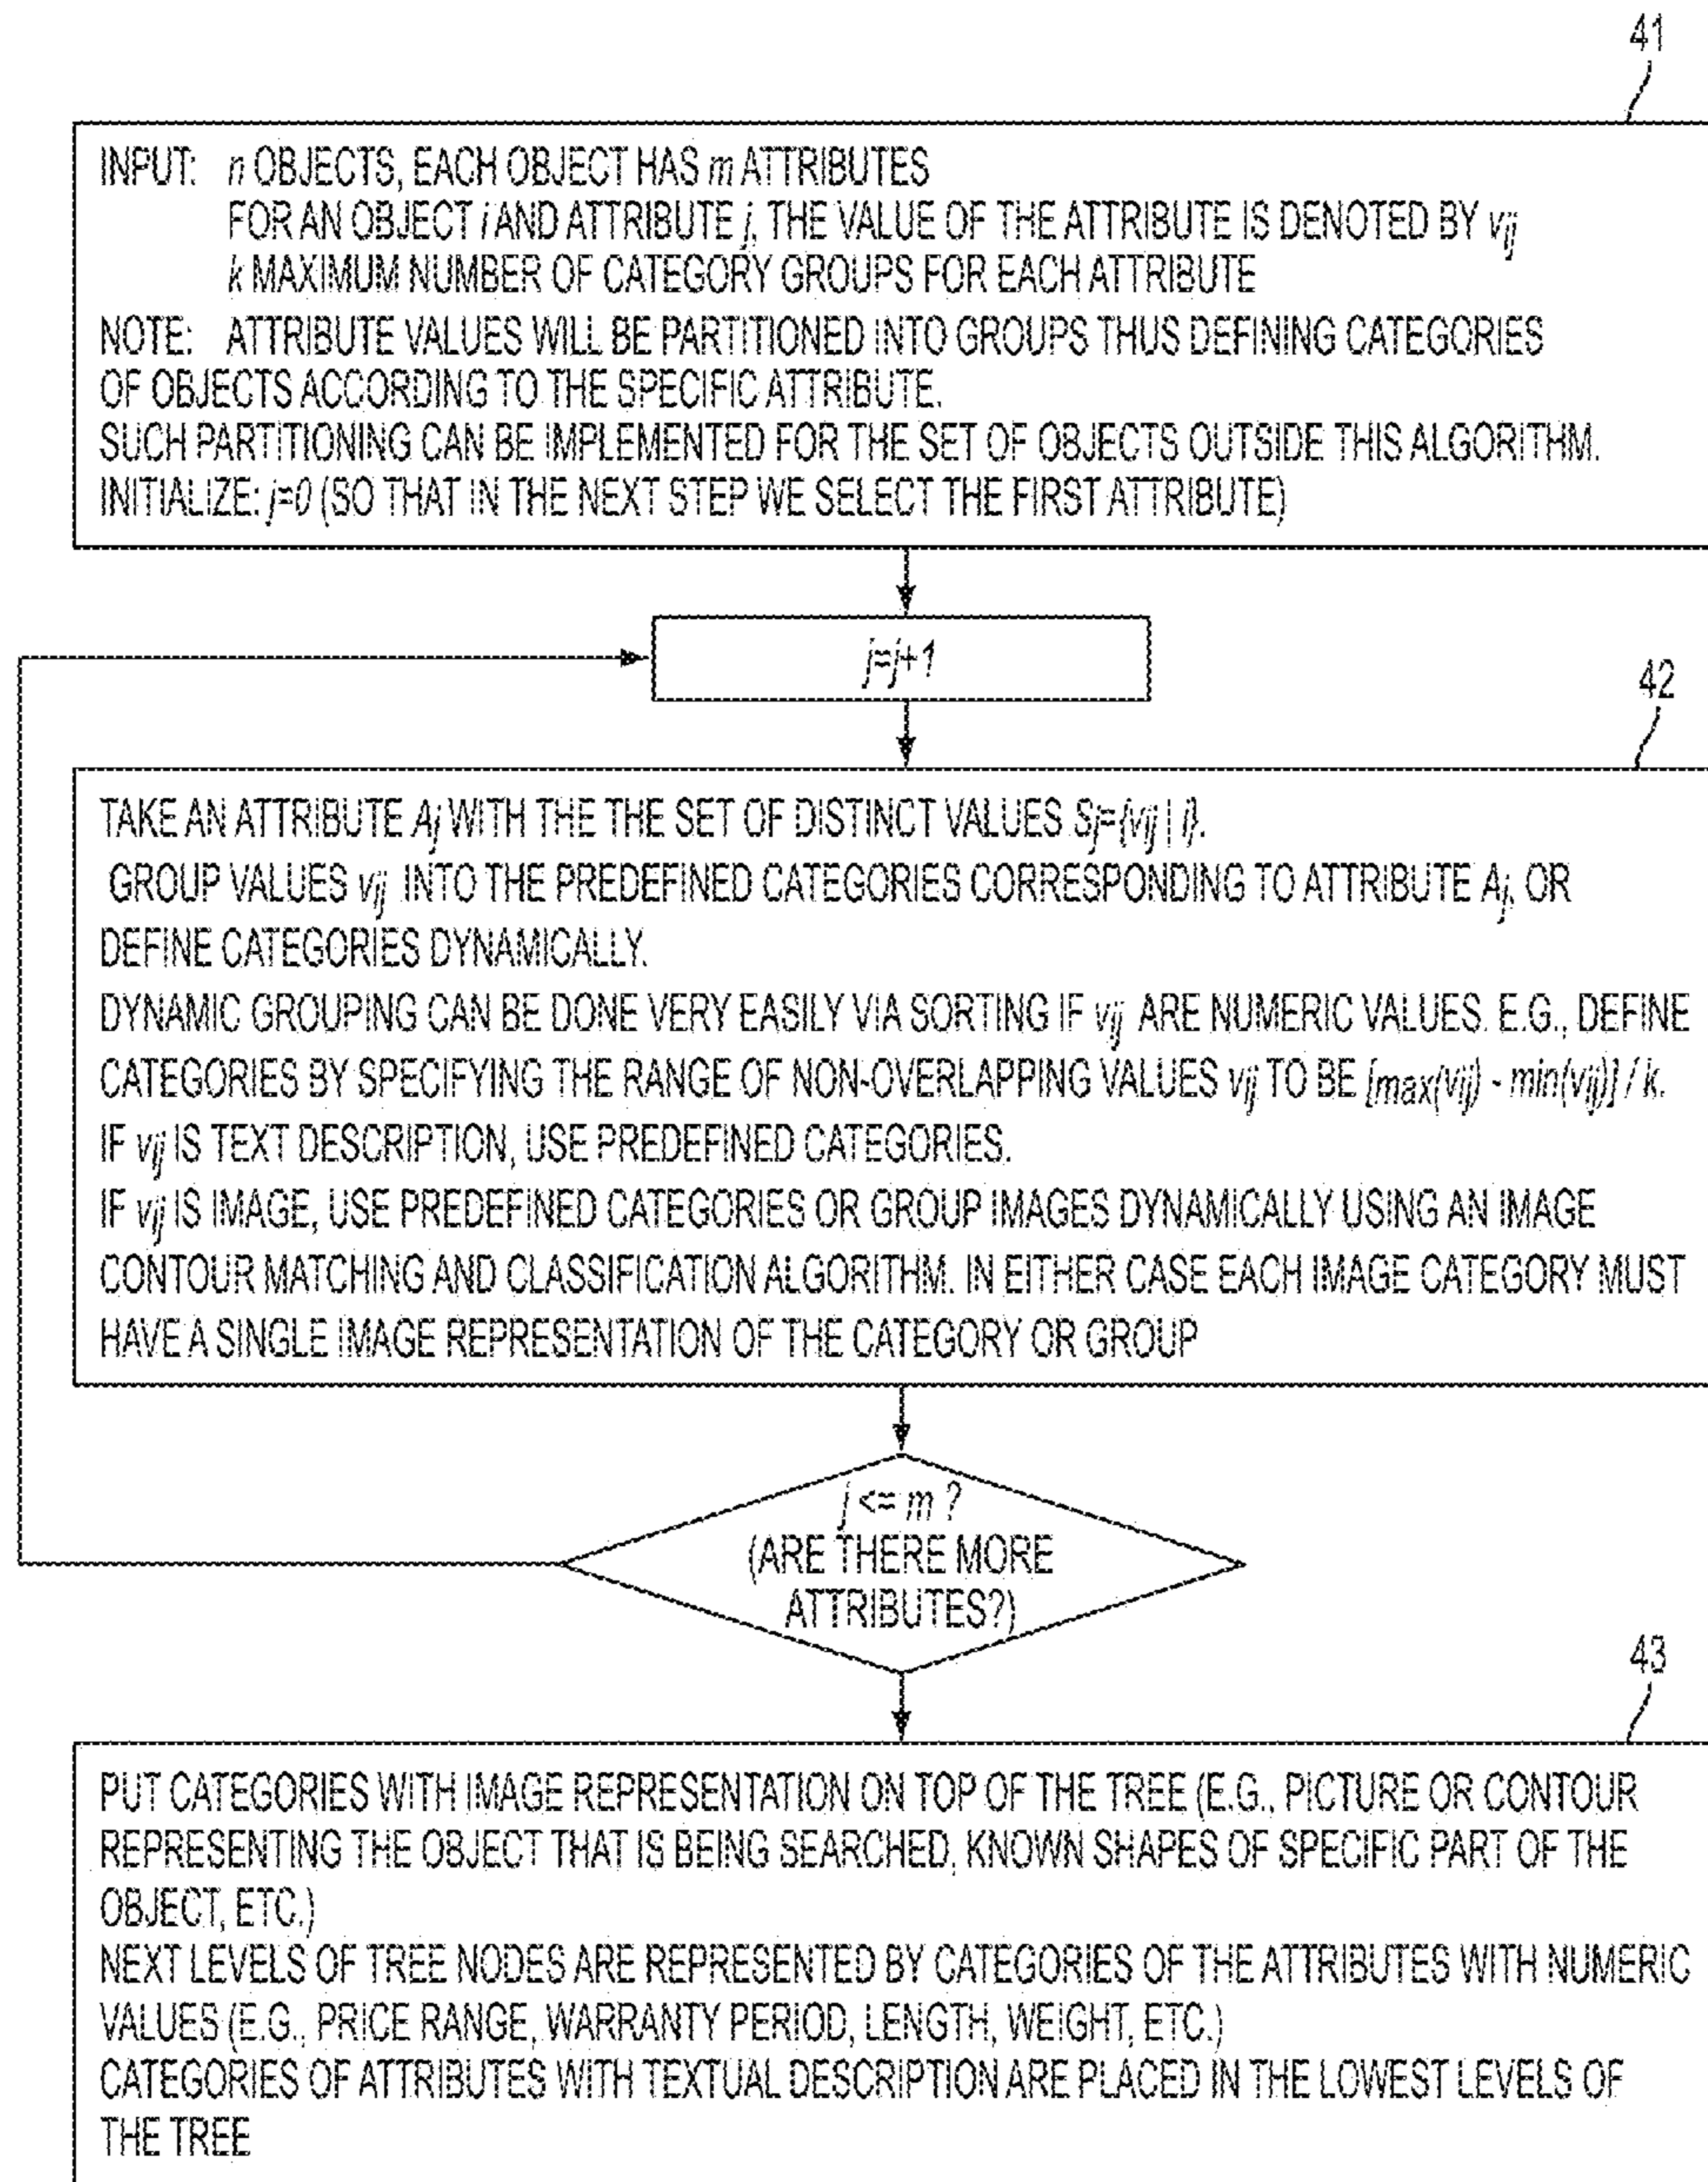 41
INPUT: n OBJECTS, EACH OBJECT HAS m ATTRIBUTES
FOR AN OBJECT i AND ATTRIBUTE j, THE VALUE OF THE ATTRIBUTE IS DENOTED BY vij
k MAXIMUM NUMBER OF CATEGORY GROUPS FOR EACH ATTRIBUTE
NOTE: ATTRIBUTE VALUES WILL BE PARTITIONED INTO GROUPS THUS DEFINING CATEGORIES
OF OBJECTS ACCORDING TO THE SPECIFIC ATTRIBUTE.
SUCH PARTITIONING CAN BE IMPLEMENTED FOR THE SET OF OBJECTS OUTSIDE THIS ALGORITHM.
INITIALIZE: j=0 (SO THAT IN THE NEXT STEP WE SELECT THE FIRST ATTRIBUTE)
j=j+1
42
TAKE AN ATTRIBUTE Aj WITH THE THE SET OF DISTINCT VALUES Sj={vij | i}.
GROUP VALUES vij INTO THE PREDEFINED CATEGORIES CORRESPONDING TO ATTRIBUTE Aj, OR
DEFINE CATEGORIES DYNAMICALLY.
DYNAMIC GROUPING CAN BE DONE VERY EASILY VIA SORTING IF vij ARE NUMERIC VALUES. E.G., DEFINE
CATEGORIES BY SPECIFYING THE RANGE OF NON-OVERLAPPING VALUES vij TO BE [max(vij) - min(vij)] / k.
IF vij IS TEXT DESCRIPTION, USE PREDEFINED CATEGORIES.
IF vij IS IMAGE, USE PREDEFINED CATEGORIES OR GROUP IMAGES DYNAMICALLY USING AN IMAGE
CONTOUR MATCHING AND CLASSIFICATION ALGORITHM. IN EITHER CASE EACH IMAGE CATEGORY MUST
HAVE A SINGLE IMAGE REPRESENTATION OF THE CATEGORY OR GROUP
j <= m ?
(ARE THERE MORE
ATTRIBUTES?)
43
PUT CATEGORIES WITH IMAGE REPRESENTATION ON TOP OF THE TREE (E.G., PICTURE OR CONTOUR
REPRESENTING THE OBJECT THAT IS BEING SEARCHED, KNOWN SHAPES OF SPECIFIC PART OF THE
OBJECT, ETC.)
NEXT LEVELS OF TREE NODES ARE REPRESENTED BY CATEGORIES OF THE ATTRIBUTES WITH NUMERIC
VALUES (E.G., PRICE RANGE, WARRANTY PERIOD, LENGTH, WEIGHT, ETC.)
CATEGORIES OF ATTRIBUTES WITH TEXTUAL DESCRIPTION ARE PLACED IN THE LOWEST LEVELS OF
THE TREE